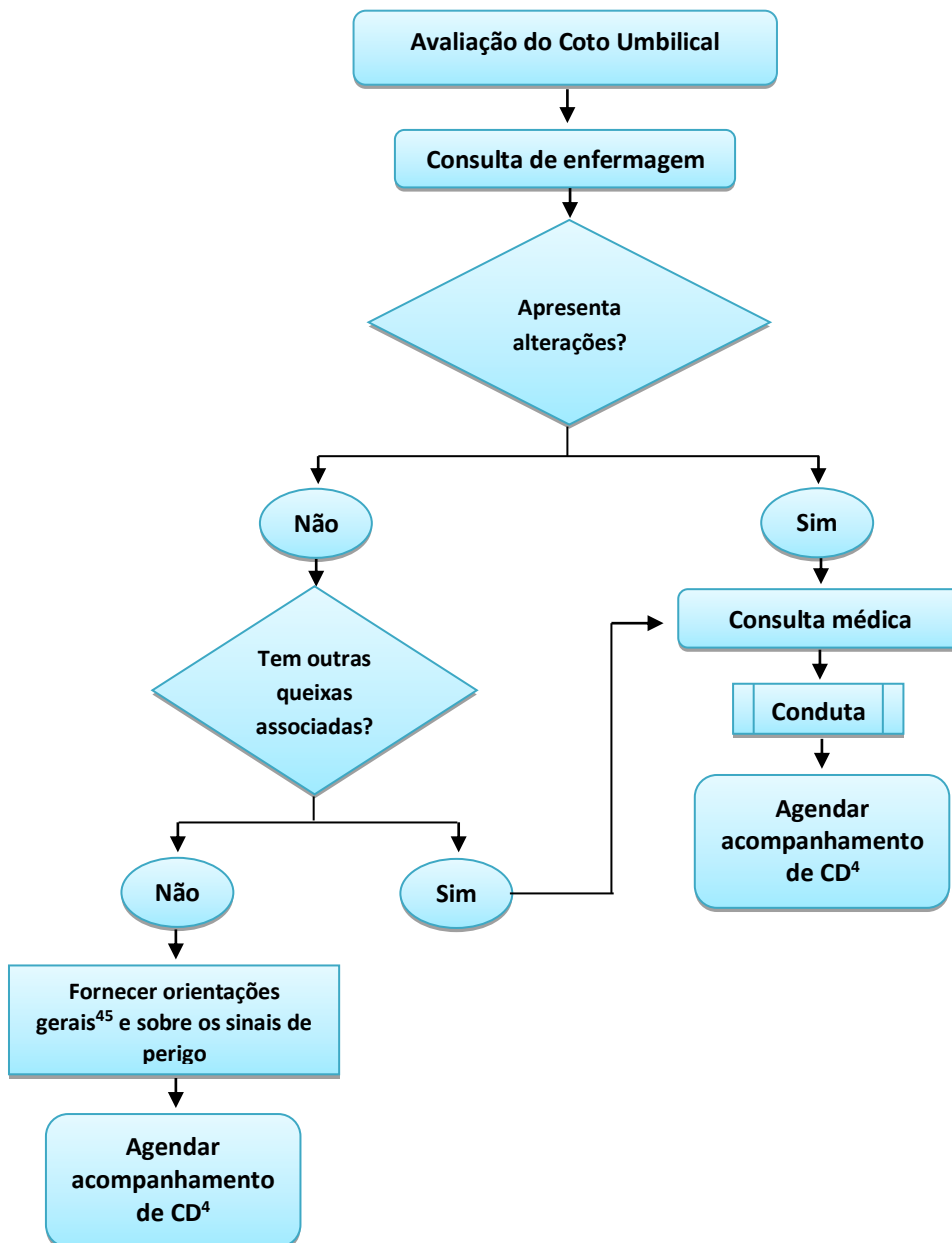 Avaliação do Coto Umbilical
Consulta de enfermagem
Apresenta
alterações?
Não
Sim
Tem outras
queixas
associadas?
Consulta médica
Conduta
Agendar
acompanhamento
de CD⁴
Não
Sim
Fornecer orientações
gerais⁴⁵ e sobre os sinais de
perigo
Agendar
acompanhamento
de CD⁴